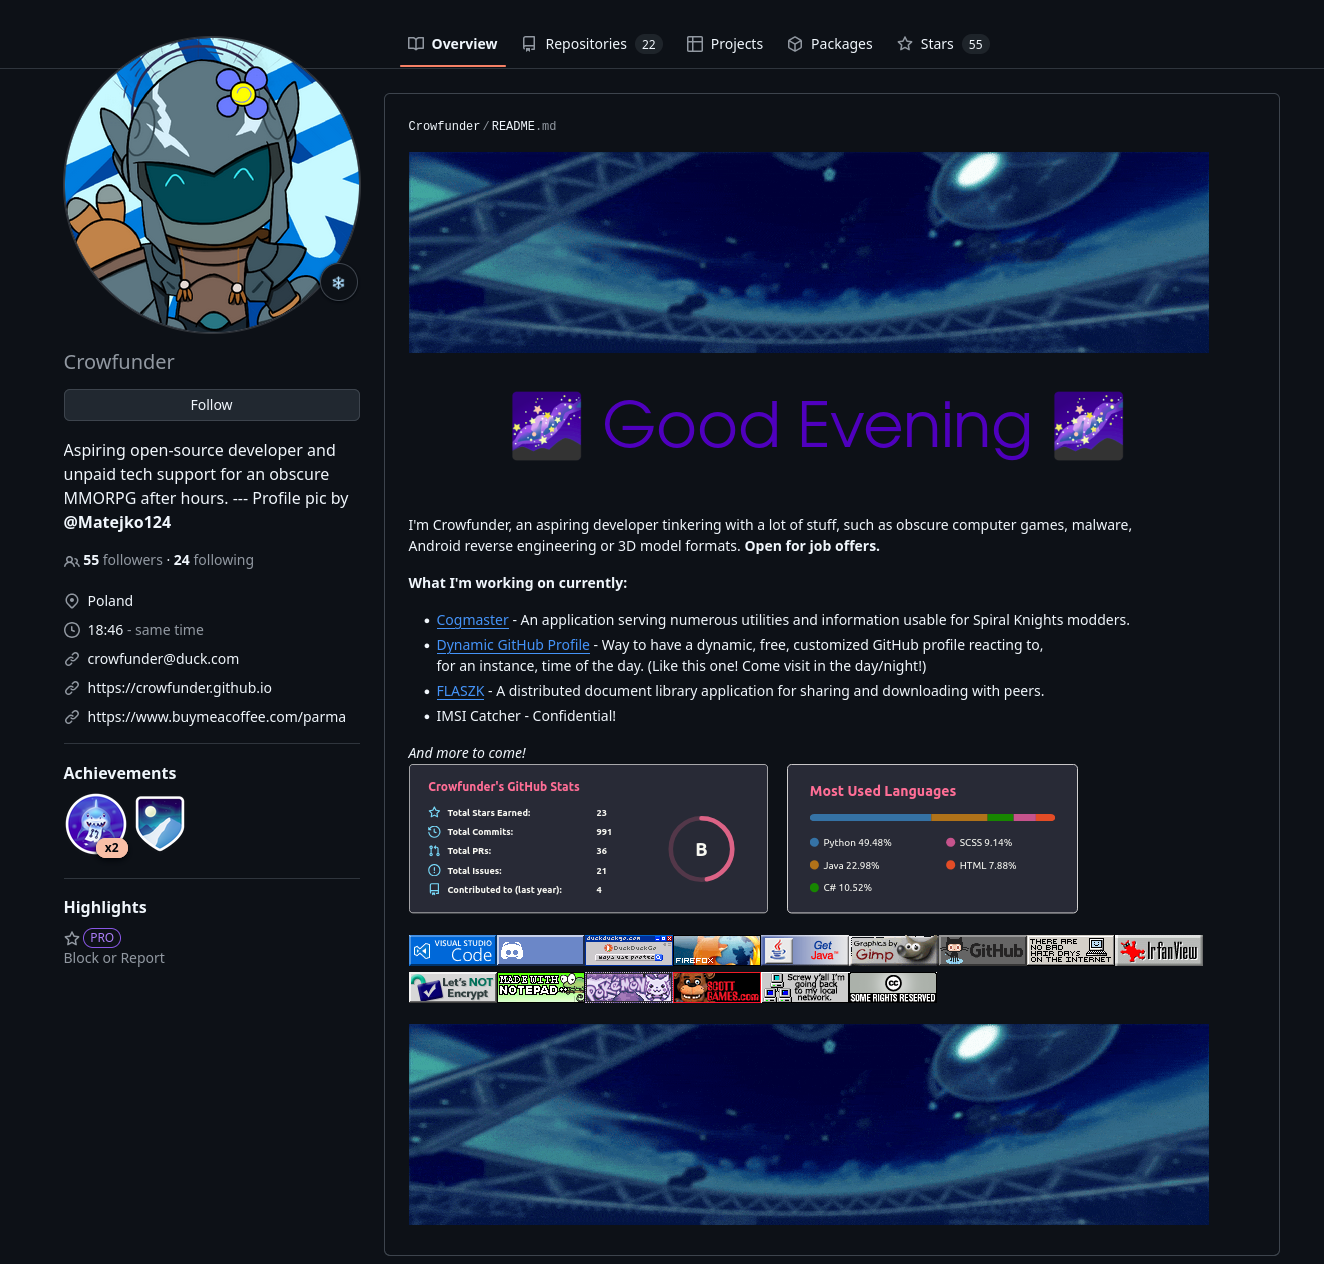 Overview
Repositories 22
Projects
Packages
Stars 55
Crowfunder
Follow
Aspiring open-source developer and
unpaid tech support for an obscure
MMORPG after hours. --- Profile pic by
@Matejko124
55 followers · 24 following
Poland
18:46 - same time
crowfunder@duck.com
https://crowfunder.github.io
https://www.buymeacoffee.com/parma
Achievements
x2
Highlights
PRO
Block or Report
Crowfunder / README.md
Good Evening
I'm Crowfunder, an aspiring developer tinkering with a lot of stuff, such as obscure computer games, malware,
Android reverse engineering or 3D model formats. Open for job offers.
What I'm working on currently:
Cogmaster - An application serving numerous utilities and information usable for Spiral Knights modders.
Dynamic GitHub Profile - Way to have a dynamic, free, customized GitHub profile reacting to,
for an instance, time of the day. (Like this one! Come visit in the day/night!)
FLASZK - A distributed document library application for sharing and downloading with peers.
IMSI Catcher - Confidential!
And more to come!
Crowfunder's GitHub Stats
Total Stars Earned: 23
Total Commits: 991
Total PRs: 36
Total Issues: 21
Contributed to (last year): 4
B
Most Used Languages
Python 49.48%
Java 22.98%
C# 10.52%
SCSS 9.14%
HTML 7.88%
VISUAL STUDIO
Code
duckduckgo.com
DuckDuckGo
FIREFOX
Get
Java™
Graphics by
Gimp
GitHub
THERE ARE
NO BAD
HAIR DAYS
ON THE INTERNET
IrfanView
Let's NOT
Encrypt
MADE WITH
NOTEPAD
POKéMON
SCOTT
GAMES.com
Screw y'all I'm
going back
to my local
network.
cc
SOME RIGHTS RESERVED